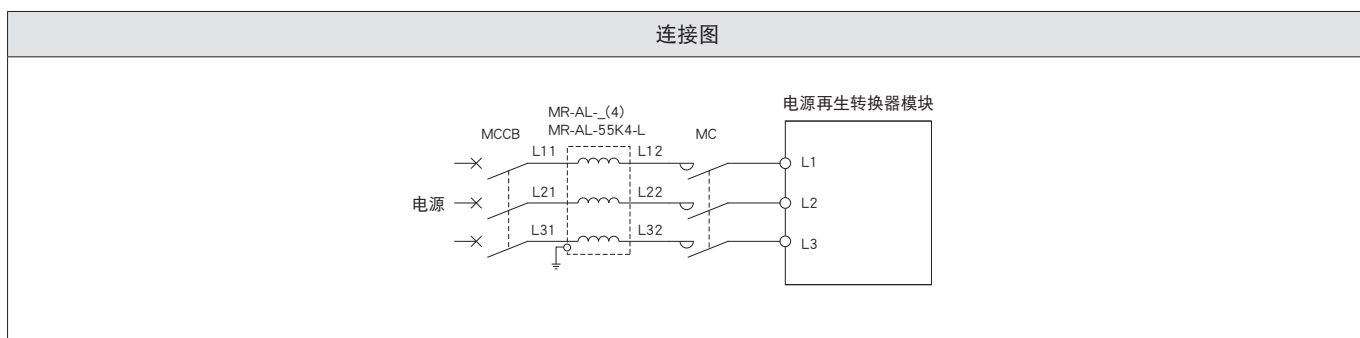 连接图
电源再生转换器模块
MR-AL-_(4)
MR-AL-55K4-L
MCCB
MC
L11
L12
L1
L21
L22
电源
L2
L31
L32
L3